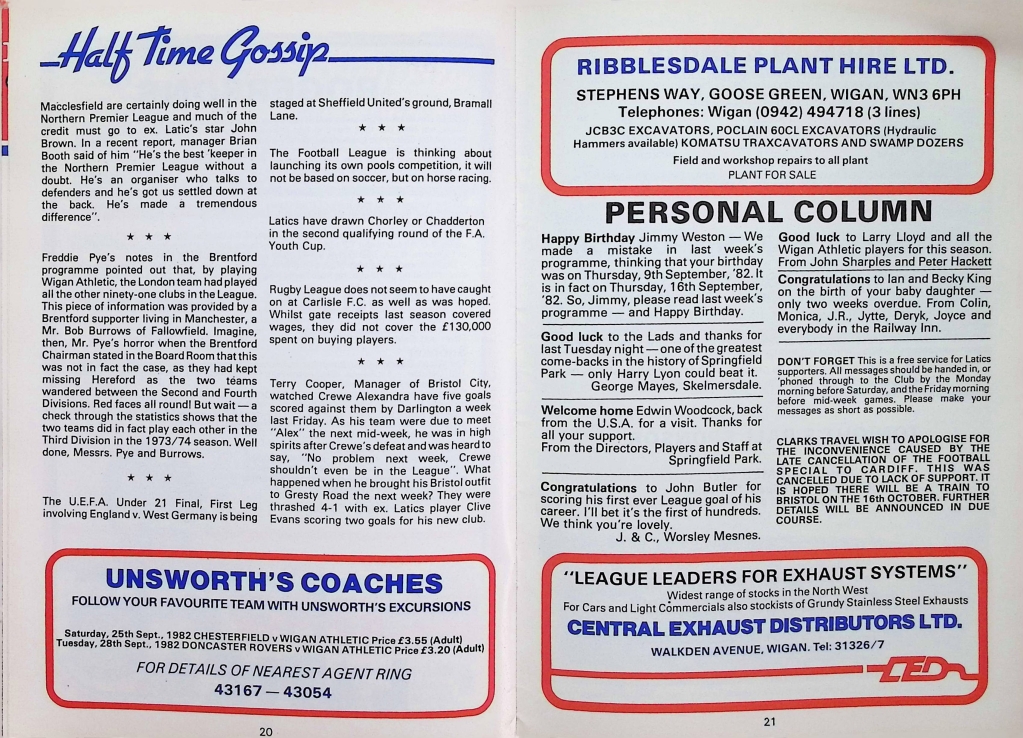 Half Time Gossip
Macclesfield are certainly doing well in the
Northern Premier League and much of the
credit must go to ex. Latic's star John
Brown. In a recent report, manager Brian
Booth said of him "He's the best 'keeper in
the Northern Premier League without a
doubt. He's an organiser who talks to
defenders and he's got us settled down at
the back. He's made a tremendous
difference".
★ ★ ★
Freddie Pye's notes in the Brentford
programme pointed out that, by playing
Wigan Athletic, the London team had played
all the other ninety-one clubs in the League.
This piece of information was provided by a
Brentford supporter living in Manchester, a
Mr. Bob Burrows of Fallowfield. Imagine,
then, Mr. Pye's horror when the Brentford
Chairman stated in the Board Room that this
was not in fact the case, as they had kept
missing Hereford as the two teams
wandered between the Second and Fourth
Divisions. Red faces all round! But wait — a
check through the statistics shows that the
two teams did in fact play each other in the
Third Division in the 1973/74 season. Well
done, Messrs. Pye and Burrows.
★ ★ ★
The U.E.F.A. Under 21 Final, First Leg
involving England v. West Germany is being
staged at Sheffield United's ground, Bramall
Lane.
★ ★ ★
The Football League is thinking about
launching its own pools competition, it will
not be based on soccer, but on horse racing.
★ ★ ★
Latics have drawn Chorley or Chadderton
in the second qualifying round of the F.A.
Youth Cup.
★ ★ ★
Rugby League does not seem to have caught
on at Carlisle F.C. as well as was hoped.
Whilst gate receipts last season covered
wages, they did not cover the £130,000
spent on buying players.
★ ★ ★
Terry Cooper, Manager of Bristol City,
watched Crewe Alexandra have five goals
scored against them by Darlington a week
last Friday. As his team were due to meet
"Alex" the next mid-week, he was in high
spirits after Crewe's defeat and was heard to
say, "No problem next week, Crewe
shouldn't even be in the League". What
happened when he brought his Bristol outfit
to Gresty Road the next week? They were
thrashed 4-1 with ex. Latics player Clive
Evans scoring two goals for his new club.
UNSWORTH'S COACHES
FOLLOW YOUR FAVOURITE TEAM WITH UNSWORTH'S EXCURSIONS
Saturday, 25th Sept., 1982 CHESTERFIELD v WIGAN ATHLETIC Price £3.55 (Adult)
Tuesday, 28th Sept., 1982 DONCASTER ROVERS v WIGAN ATHLETIC Price £3.20 (Adult)
FOR DETAILS OF NEAREST AGENT RING
43167 — 43054
20
RIBBLESDALE PLANT HIRE LTD.
STEPHENS WAY, GOOSE GREEN, WIGAN, WN3 6PH
Telephones: Wigan (0942) 494718 (3 lines)
JCB3C EXCAVATORS, POCLAIN 60CL EXCAVATORS (Hydraulic
Hammers available) KOMATSU TRAXCAVATORS AND SWAMP DOZERS
Field and workshop repairs to all plant
PLANT FOR SALE
PERSONAL COLUMN
Happy Birthday Jimmy Weston — We
made a mistake in last week's
programme, thinking that your birthday
was on Thursday, 9th September, '82. It
is in fact on Thursday, 16th September,
'82. So, Jimmy, please read last week's
programme — and Happy Birthday.
Good luck to the Lads and thanks for
last Tuesday night — one of the greatest
come-backs in the history of Springfield
Park — only Harry Lyon could beat it.
George Mayes, Skelmersdale.
Welcome home Edwin Woodcock, back
from the U.S.A. for a visit. Thanks for
all your support.
From the Directors, Players and Staff at
Springfield Park.
Congratulations to John Butler for
scoring his first ever League goal of his
career. I'll bet it's the first of hundreds.
We think you're lovely.
J. & C., Worsley Mesnes.
Good luck to Larry Lloyd and all the
Wigan Athletic players for this season.
From John Sharples and Peter Hackett
Congratulations to Ian and Becky King
on the birth of your baby daughter —
only two weeks overdue. From Colin,
Monica, J.R., Jytte, Deryk, Joyce and
everybody in the Railway Inn.
DON'T FORGET This is a free service for Latics
supporters. All messages should be handed in, or
'phoned through to the Club by the Monday
morning before Saturday, and the Friday morning
before mid-week games. Please make your
messages as short as possible.
CLARKS TRAVEL WISH TO APOLOGISE FOR
THE INCONVENIENCE CAUSED BY THE
LATE CANCELLATION OF THE FOOTBALL
SPECIAL TO CARDIFF. THIS WAS
CANCELLED DUE TO LACK OF SUPPORT. IT
IS HOPED THERE WILL BE A TRAIN TO
BRISTOL ON THE 16th OCTOBER. FURTHER
DETAILS WILL BE ANNOUNCED IN DUE
COURSE.
"LEAGUE LEADERS FOR EXHAUST SYSTEMS"
Widest range of stocks in the North West
For Cars and Light Commercials also stockists of Grundy Stainless Steel Exhausts
CENTRAL EXHAUST DISTRIBUTORS LTD.
WALKDEN AVENUE, WIGAN. Tel: 31326/7
CED
21